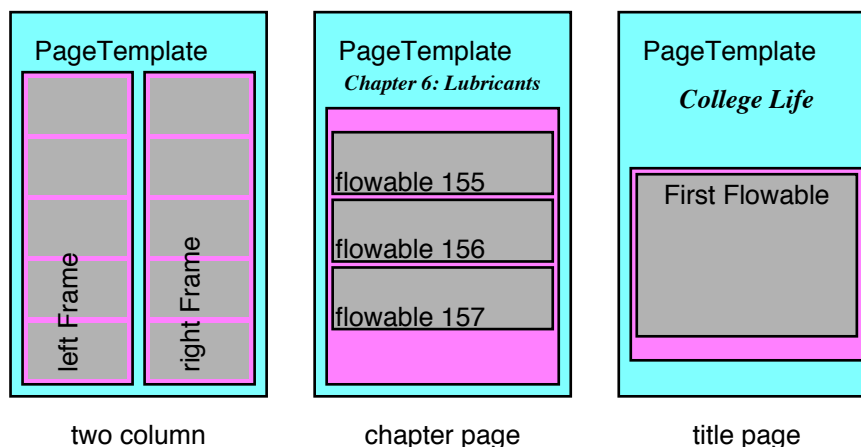 PageTemplate
left Frame
right Frame
two column
PageTemplate
Chapter 6: Lubricants
flowable 155
flowable 156
flowable 157
chapter page
PageTemplate
College Life
First Flowable
title page